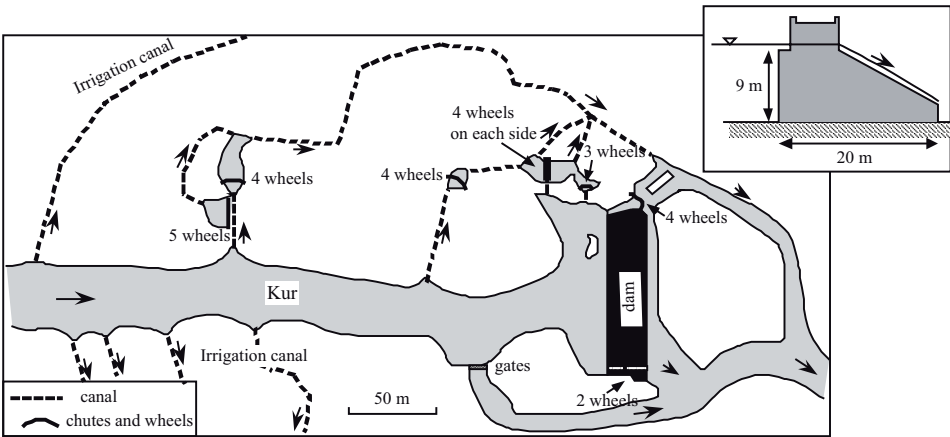 Irrigation canal
9 m
20 m
4 wheels
on each side
3 wheels
4 wheels
4 wheels
5 wheels
4 wheels
Kur
dam
Irrigation canal
gates
2 wheels
50 m
canal
chutes and wheels